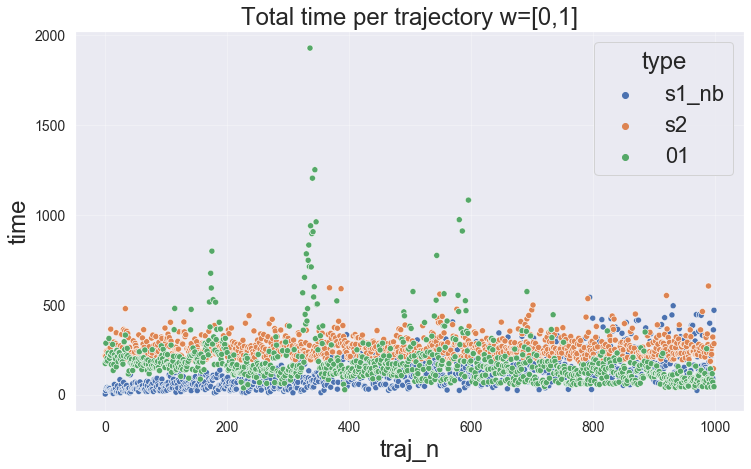 Total time per trajectory w=[0,1]
2000
1500
1000
500
0
time
0 200 400 600 800 1000
traj_n
type
s1_nb
s2
01